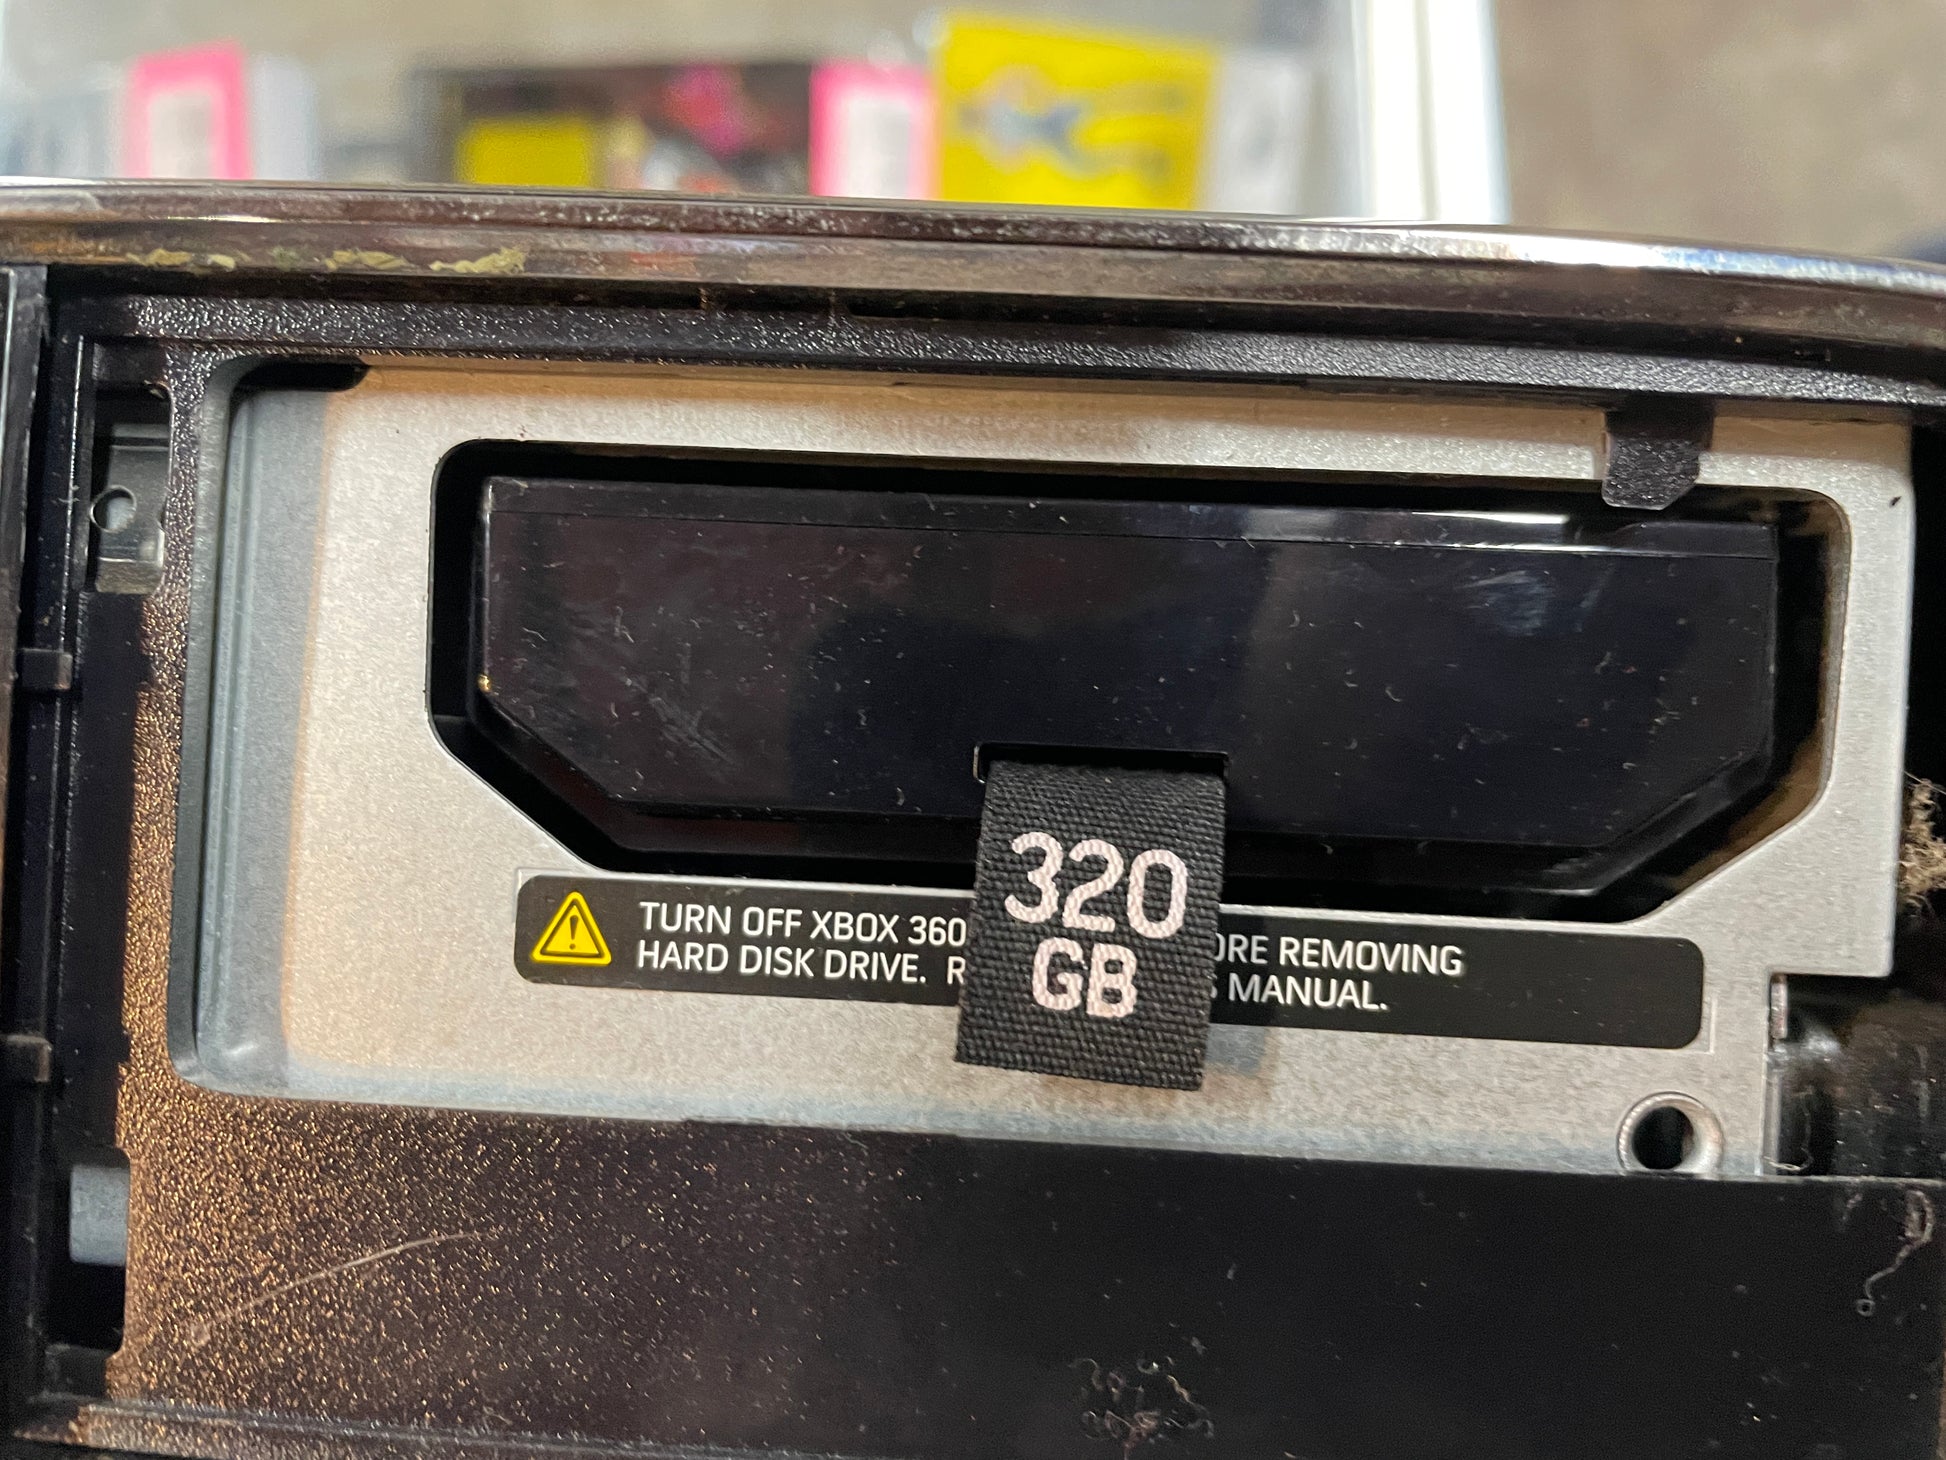 320
GB
TURN OFF XBOX 360 ORE REMOVING
HARD DISK DRIVE. R S MANUAL.